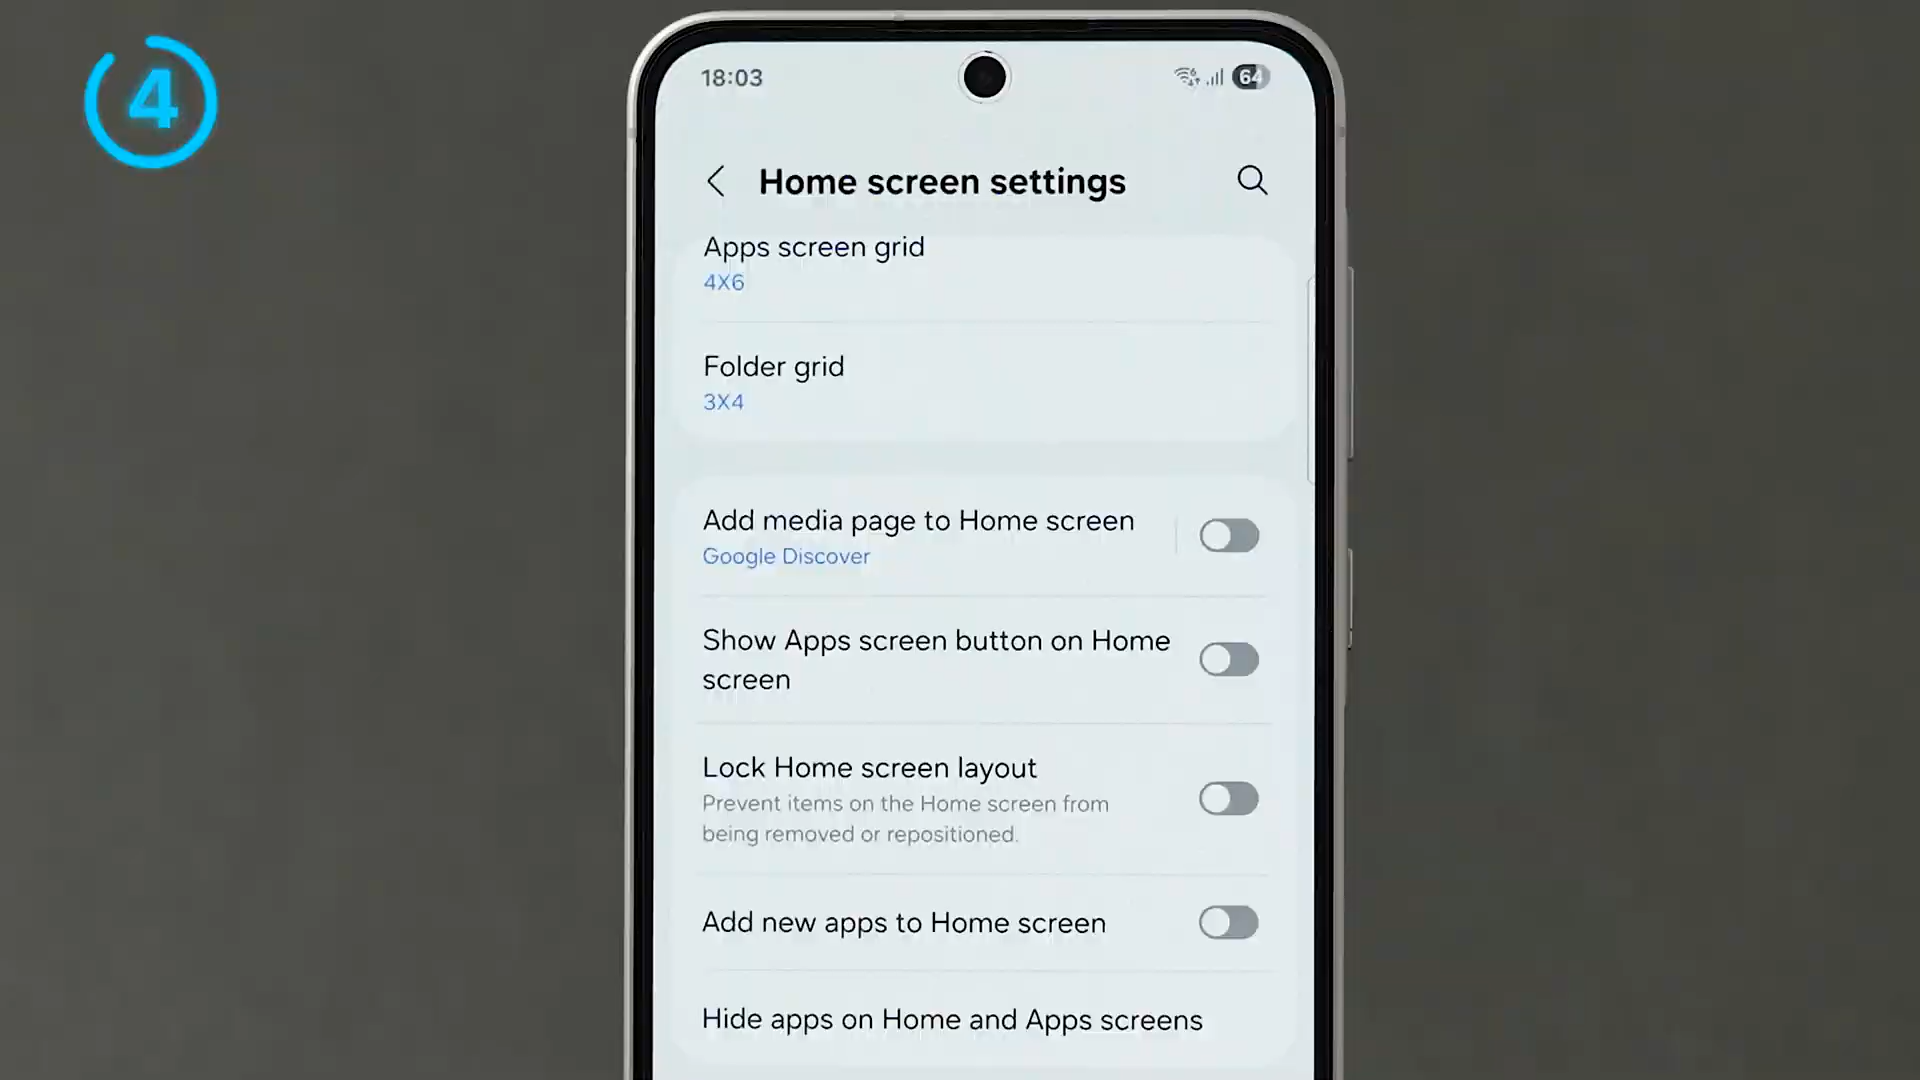 4
18:03
64
Home screen settings
Apps screen grid
4X6
Folder grid
3X4
Add media page to Home screen
Google Discover
Show Apps screen button on Home
screen
Lock Home screen layout
Prevent items on the Home screen from
being removed or repositioned.
Add new apps to Home screen
Hide apps on Home and Apps screens